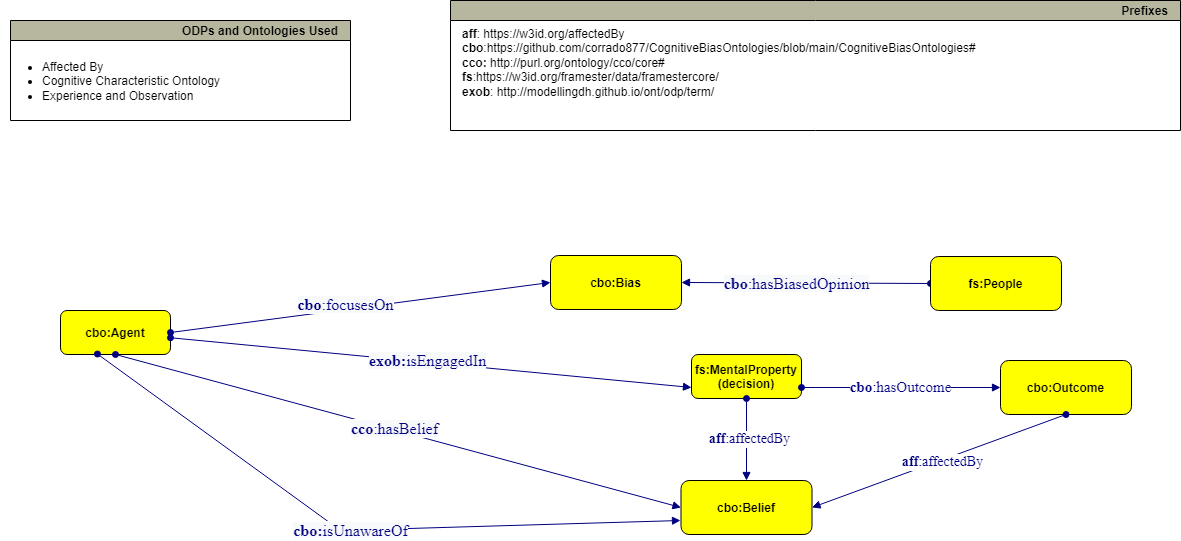 ODPs and Ontologies Used
Affected By
Cognitive Characteristic Ontology
Experience and Observation
Prefixes
aff: https://w3id.org/affectedBy
cbo:https://github.com/corrado877/CognitiveBiasOntologies/blob/main/CognitiveBiasOntologies#
cco: http://purl.org/ontology/cco/core#
fs:https://w3id.org/framester/data/framestercore/
exob: http://modellingdh.github.io/ont/odp/term/
cbo:Bias
cbo:hasBiasedOpinion
fs:People
cbo:focusesOn
cbo:Agent
exob:isEngagedIn
fs:MentalProperty
(decision)
cbo:hasOutcome
cbo:Outcome
cco:hasBelief
aff:affectedBy
aff:affectedBy
cbo:Belief
cbo:isUnawareOf